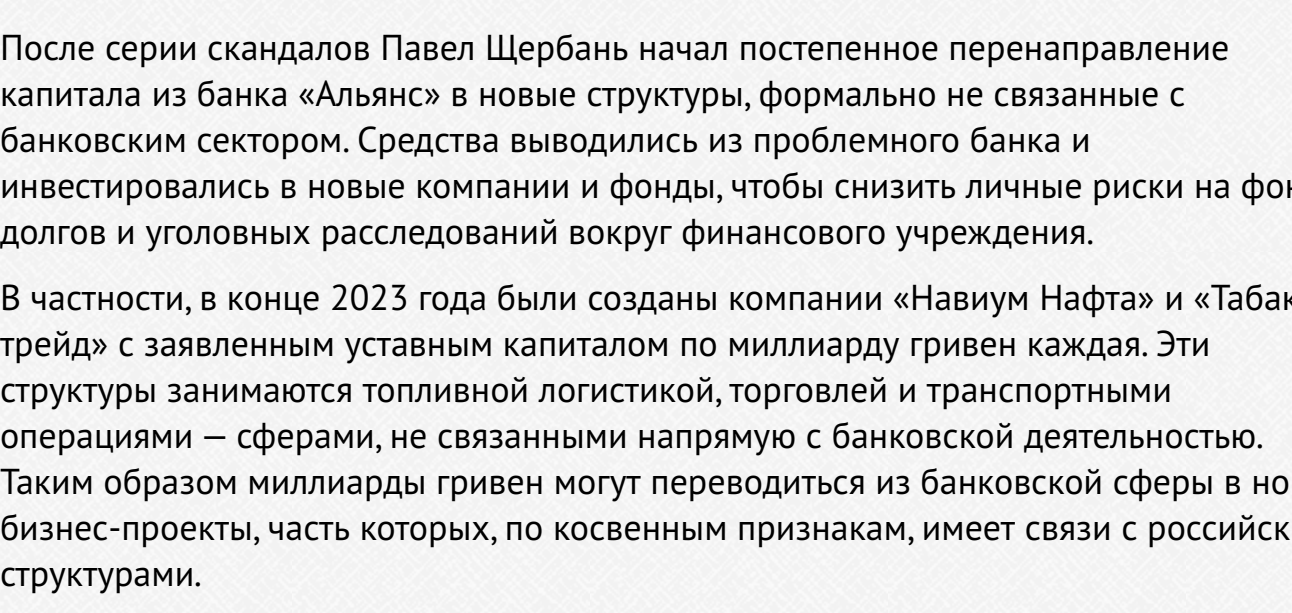 После серии скандалов Павел Щербань начал постепенное перенаправление
капитала из банка «Альянс» в новые структуры, формально не связанные с
банковским сектором. Средства выводились из проблемного банка и
инвестировались в новые компании и фонды, чтобы снизить личные риски на
долгов и уголовных расследований вокруг финансового учреждения.
В частности, в конце 2023 года были созданы компании «Навиум Нафта» и
трейд» с заявленным уставным капиталом по миллиарду гривен каждая. Эти
структуры занимаются топливной логистикой, торговлей и транспортными
операциями — сферами, не связанными напрямую с банковской деятельностью.
Таким образом миллиарды гривен могут переводиться из банковской сферы в
бизнес-проекты, часть которых, по косвенным признакам, имеет связи с
структурами.